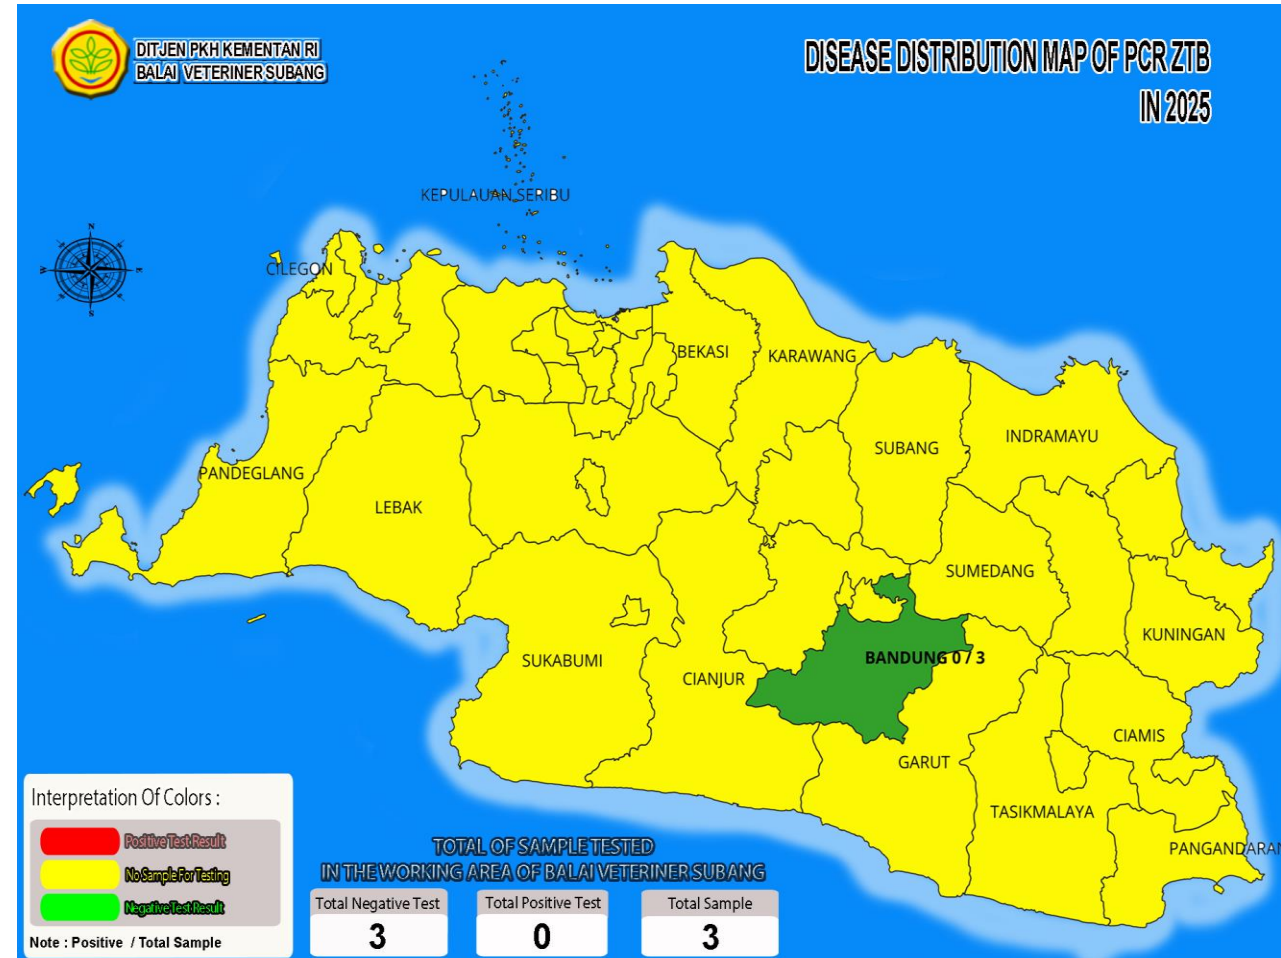 DITJEN PKH KEMENTAN RI
BALAI VETERINER SUBANG
DISEASE DISTRIBUTION MAP OF PCR ZTB
IN 2025
KEPULAUAN SERIBU
N
CILEGON
BEKASI
KARAWANG
SUBANG
INDRAMAYU
PANDEGLANG
LEBAK
SUMEDANG
KUNINGAN
SUKABUMI
CIANJUR
BANDUNG 0 / 3
CIAMIS
GARUT
TASIKMALAYA
PANGANDARAN
Interpretation Of Colors :
Positive Test Result
No Sample For Testing
Negative Test Result
Note : Positive / Total Sample
TOTAL OF SAMPLE TESTED
IN THE WORKING AREA OF BALAI VETERINER SUBANG
Total Negative Test
3
Total Positive Test
0
Total Sample
3